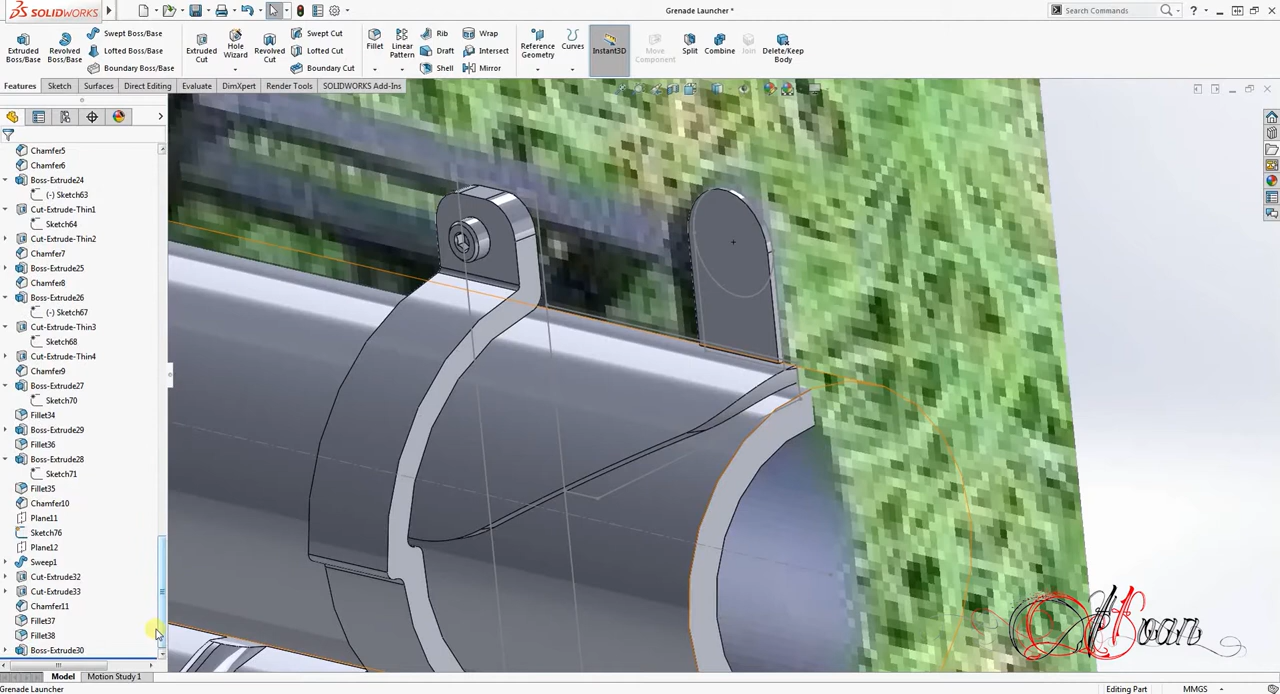 SOLIDWORKS
Grenade Launcher *
Search Commands
Extruded Boss/Base
Revolved Boss/Base
Swept Boss/Base
Lofted Boss/Base
Boundary Boss/Base
Extruded Cut
Hole Wizard
Revolved Cut
Swept Cut
Lofted Cut
Boundary Cut
Fillet
Linear Pattern
Rib
Draft
Shell
Wrap
Intersect
Mirror
Reference Geometry
Curves
Instant3D
Move Component
Split
Combine
Join
Delete/Keep Body
Features
Sketch
Surfaces
Direct Editing
Evaluate
DimXpert
Render Tools
SOLIDWORKS Add-Ins
Chamfer5
Chamfer6
Boss-Extrude24
(-) Sketch63
Cut-Extrude-Thin1
Sketch64
Cut-Extrude-Thin2
Chamfer7
Boss-Extrude25
Chamfer8
Boss-Extrude26
(-) Sketch67
Cut-Extrude-Thin3
Sketch68
Cut-Extrude-Thin4
Chamfer9
Boss-Extrude27
Sketch70
Fillet34
Boss-Extrude29
Fillet36
Boss-Extrude28
Sketch71
Fillet35
Chamfer10
Plane11
Sketch76
Plane12
Sweep1
Cut-Extrude32
Cut-Extrude33
Chamfer11
Fillet37
Fillet38
Boss-Extrude30
Model
Motion Study 1
Grenade Launcher
Editing Part
MMGS